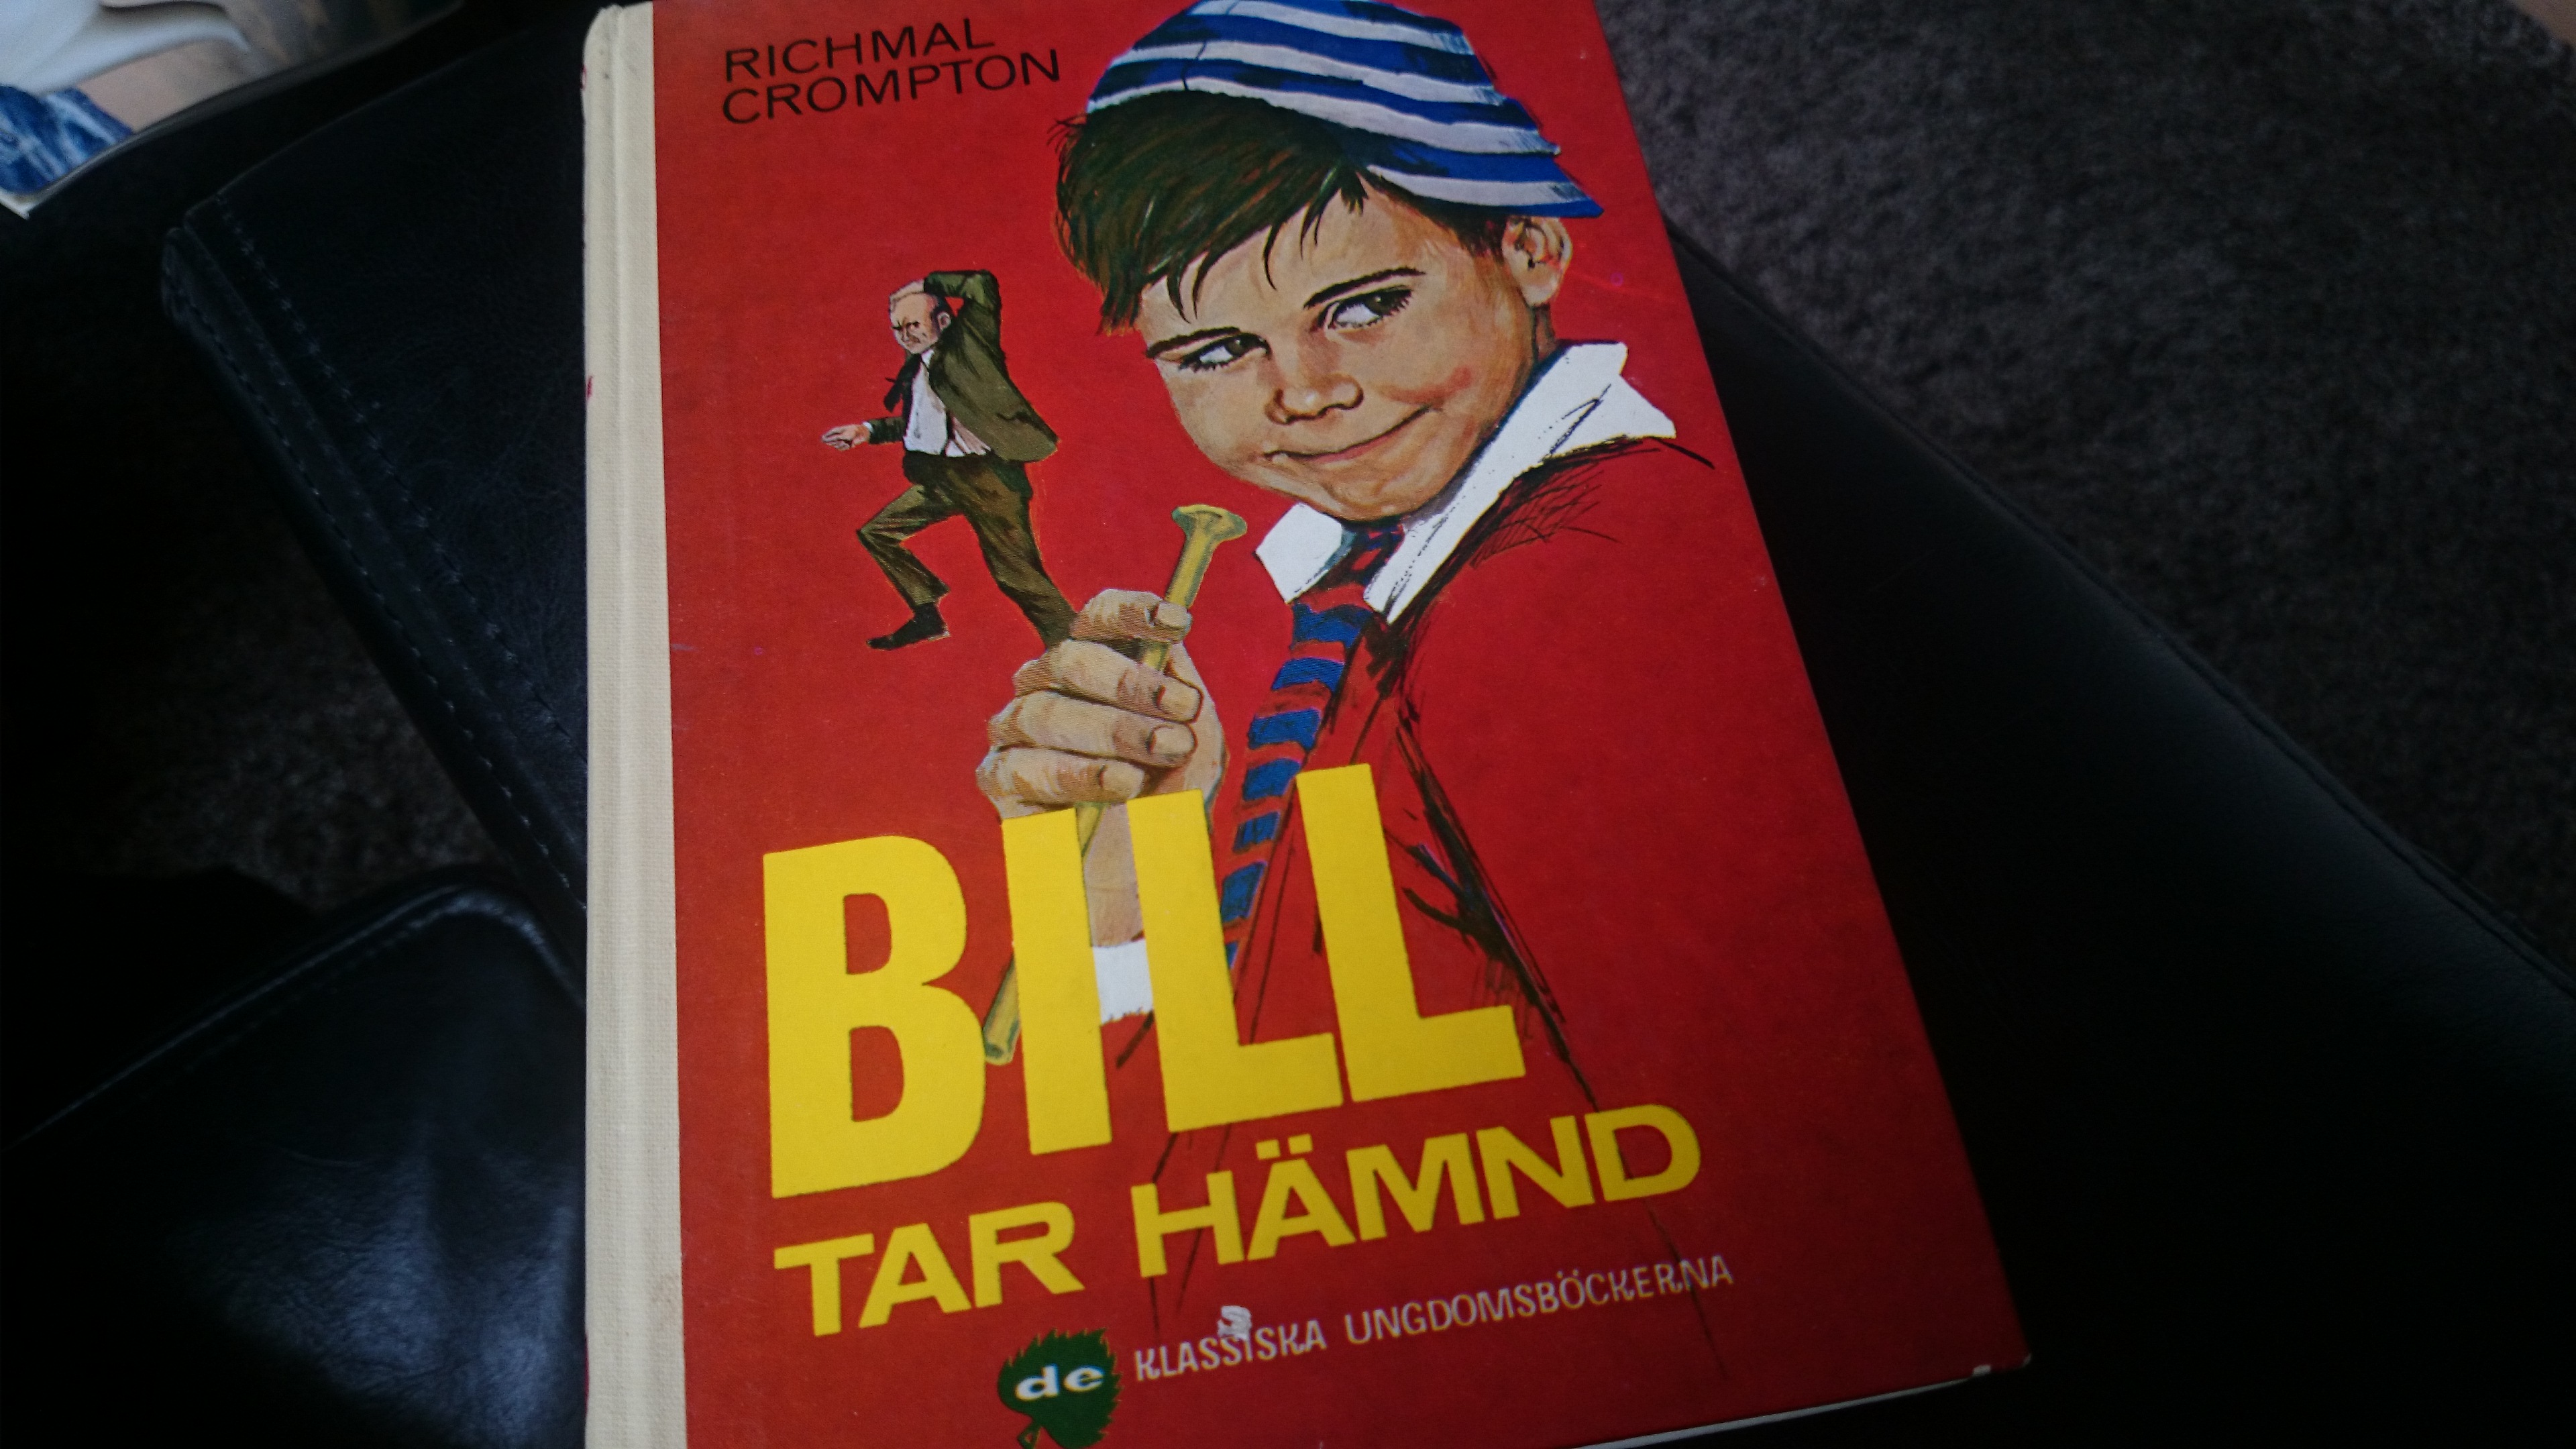 RICHMAL
CROMPTON
BILL
TAR HÄMND
de KLASSISKA UNGDOMSBÖCKERNA